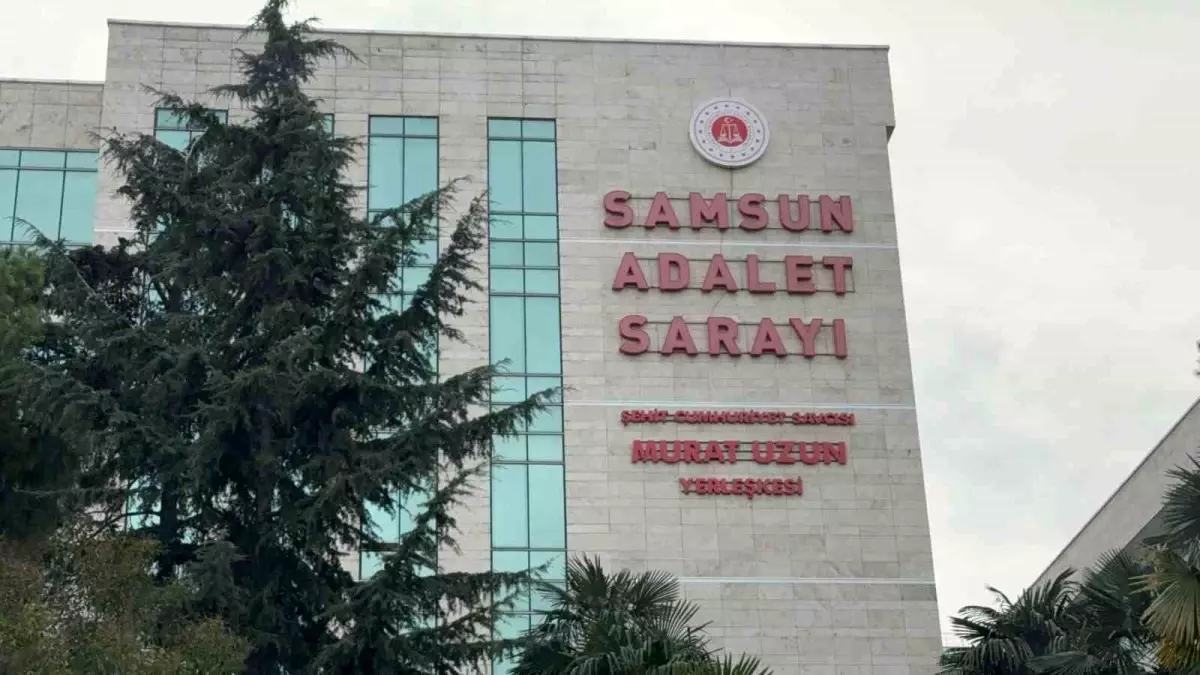 SAMSUN
ADALET
SARAYI
ŞEHİT CUMHURİYET SAVCISI
MURAT UZUN
YERLEŞKESİ